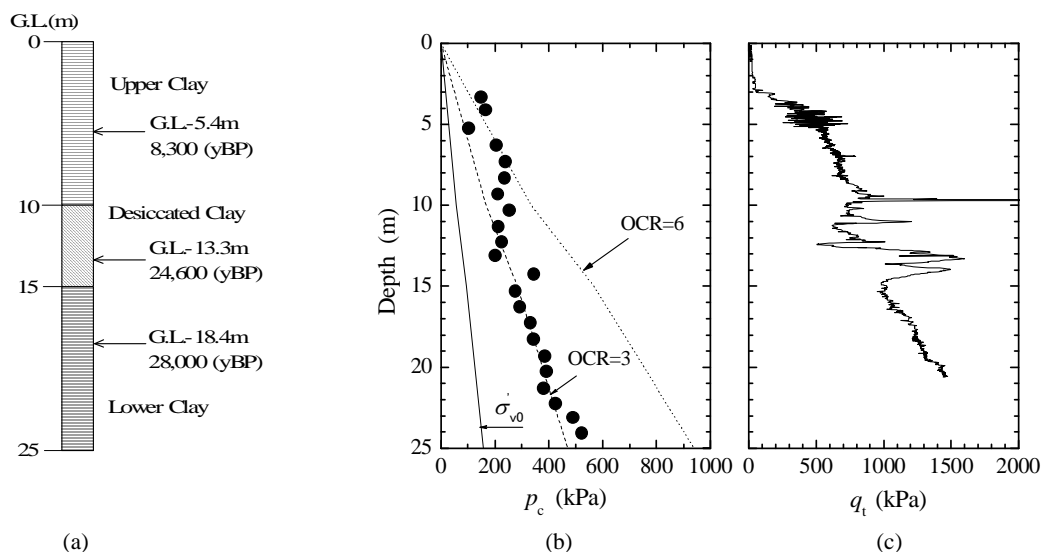 G.L.(m)
0
Upper Clay
G.L.-5.4m
8,300 (yBP)
10
Desiccated Clay
G.L.-13.3m
24,600 (yBP)
15
G.L.-18.4m
28,000 (yBP)
Lower Clay
25
(a)
0
5
10
15
20
25
Depth (m)
OCR=6
OCR=3
σ'v0
0 200 400 600 800 1000
pc (kPa)
(b)
0 500 1000 1500 2000
qt (kPa)
(c)